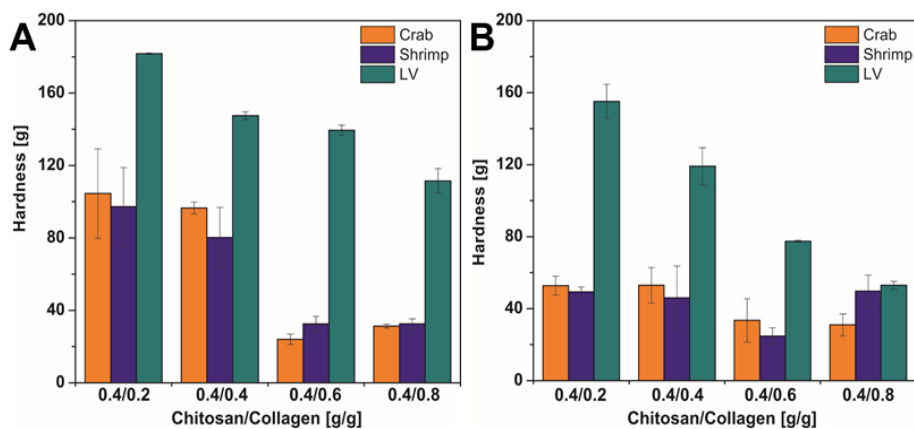 A
Hardness [g]
200
160
120
80
40
0
Crab
Shrimp
LV
0.4/0.2 0.4/0.4 0.4/0.6 0.4/0.8
Chitosan/Collagen [g/g]
B
Hardness [g]
200
160
120
80
40
0
Crab
Shrimp
LV
0.4/0.2 0.4/0.4 0.4/0.6 0.4/0.8
Chitosan/Collagen [g/g]